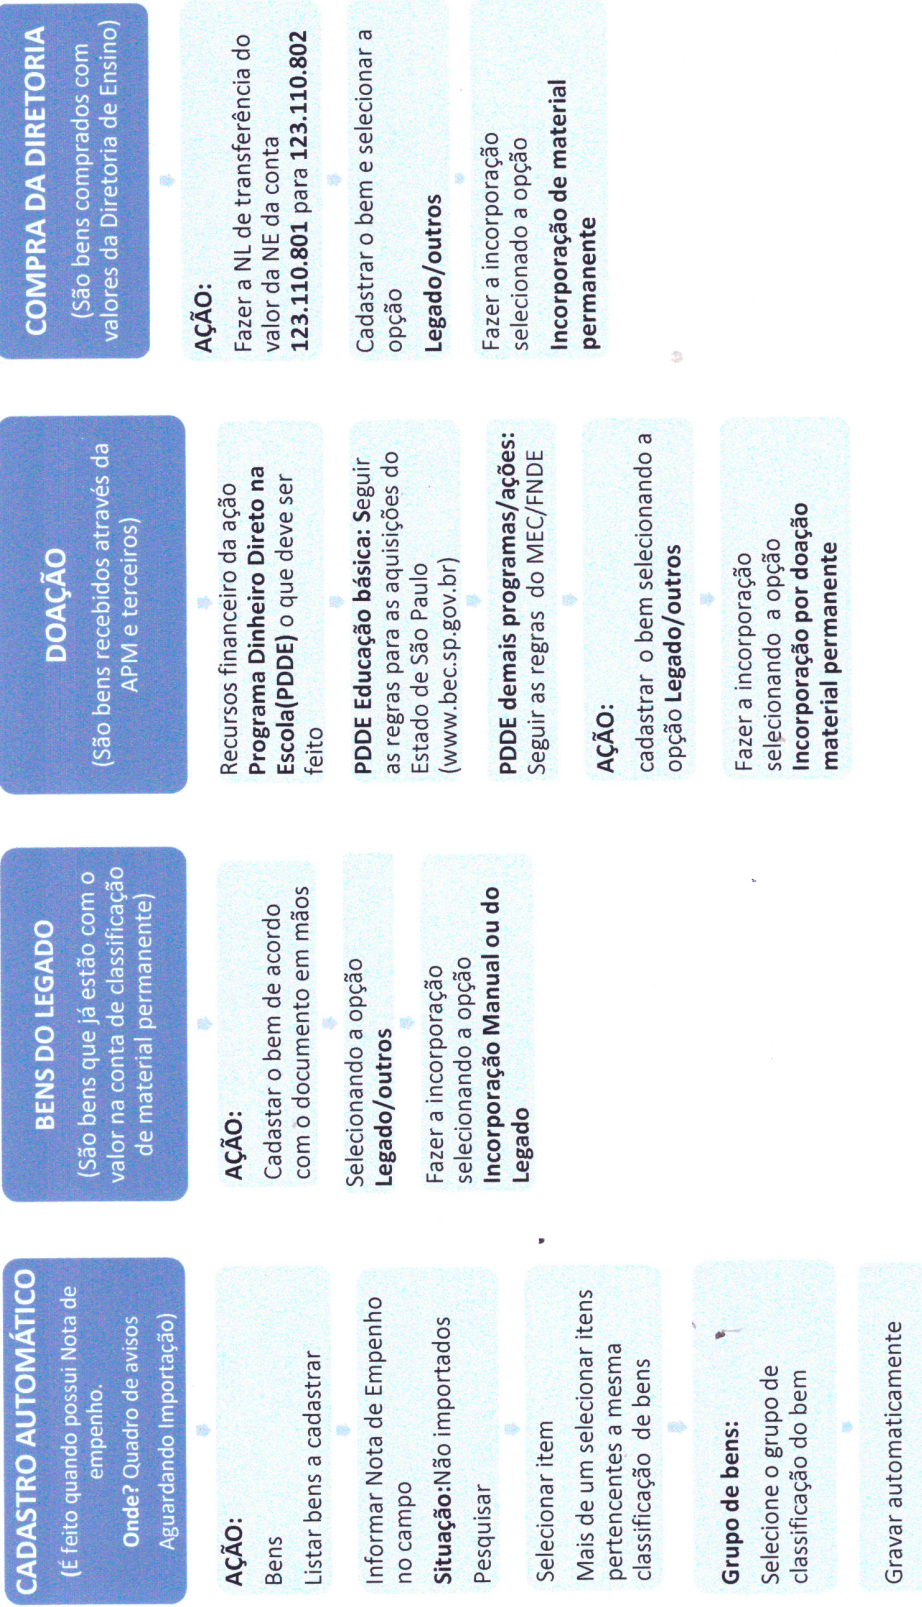 CADASTRO AUTOMÁTICO
(É feito quando possui Nota de
empenho.
Onde? Quadro de avisos
Aguardando Importação)
AÇÃO:
Bens
Listar bens a cadastrar
Informar Nota de Empenho
no campo
Situação:Não importados
Pesquisar
Selecionar item
Mais de um selecionar itens
pertencentes a mesma
classificação de bens
Grupo de bens:
Selecione o grupo de
classificação do bem
Gravar automaticamente
BENS DO LEGADO
(São bens que já estão com o
valor na conta de classificação
de material permanente)
AÇÃO:
Cadastar o bem de acordo
com o documento em mãos
Selecionando a opção
Legado/outros
Fazer a incorporação
selecionando a opção
Incorporação Manual ou do
Legado
DOAÇÃO
(São bens recebidos através da
APM e terceiros)
Recursos financeiro da ação
Programa Dinheiro Direto na
Escola(PDDE) o que deve ser
feito
PDDE Educação básica: Seguir
as regras para as aquisições do
Estado de São Paulo
(www.bec.sp.gov.br)
PDDE demais programas/ações:
Seguir as regras do MEC/FNDE
AÇÃO:
cadastrar o bem selecionando a
opção Legado/outros
Fazer a incorporação
selecionando a opção
Incorporação por doação
material permanente
COMPRA DA DIRETORIA
(São bens comprados com
valores da Diretoria de Ensino)
AÇÃO:
Fazer a NL de transferência do
valor da NE da conta
123.110.801 para 123.110.802
Cadastrar o bem e selecionar a
opção
Legado/outros
Fazer a incorporação
selecionado a opção
Incorporação de material
permanente